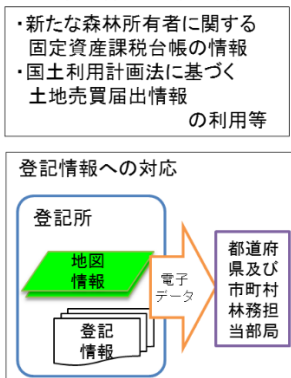 ・新たな森林所有者に関する
固定資産課税台帳の情報
・国土利用計画法に基づく
土地売買届出情報
の利用等
登記情報への対応
登記所
地図
情報
登記
情報
電子
データ
都道府
県及び
市町村
林務担
当部局